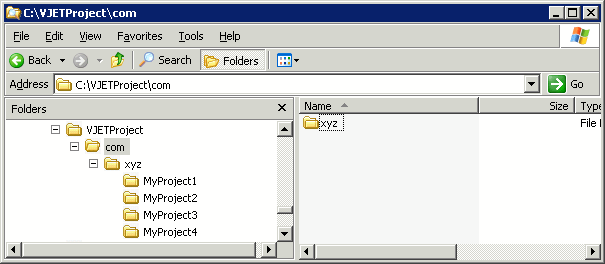 C:\VJETProject\com
File Edit View Favorites Tools Help
Back Search Folders
Address C:\VJETProject\com Go
Folders Name Size Type
VJETProject xyz File
com
xyz
MyProject1
MyProject2
MyProject3
MyProject4